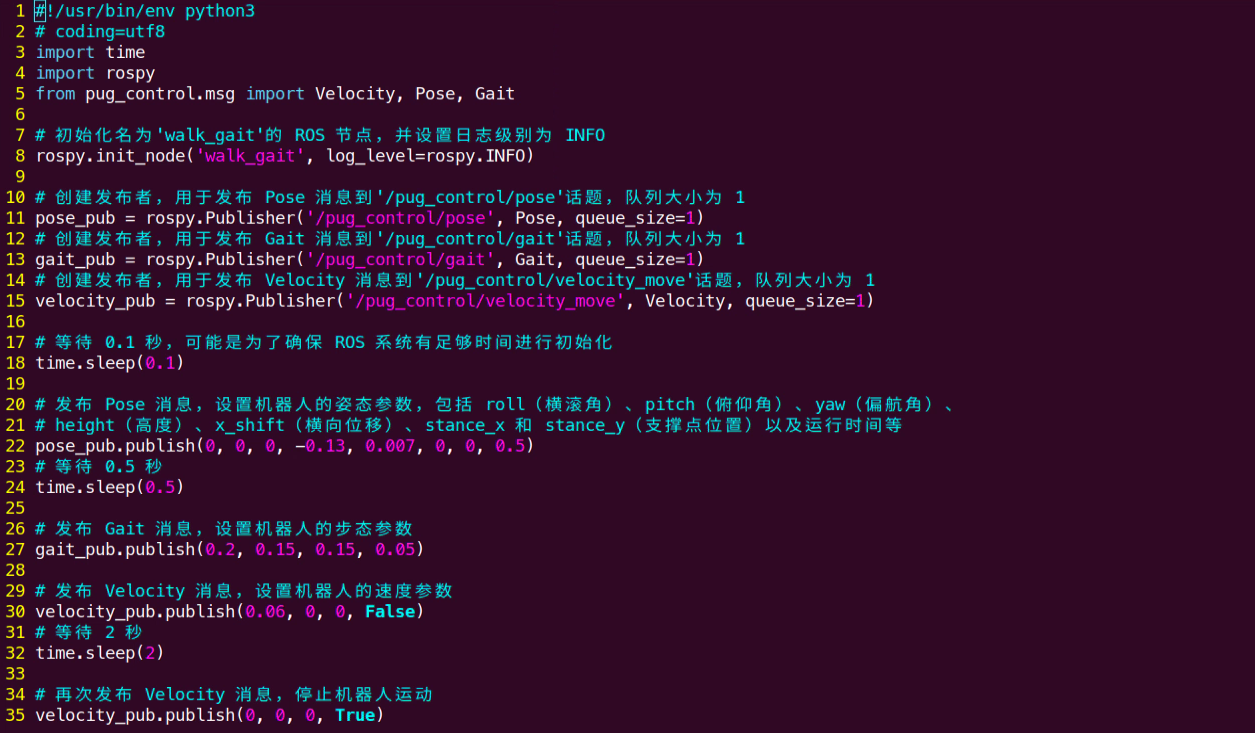 1 #!/usr/bin/env python3
2 # coding=utf8
3 import time
4 import rospy
5 from pug_control.msg import Velocity, Pose, Gait
6
7 # 初始化名为'walk_gait'的 ROS 节点，并设置日志级别为 INFO
8 rospy.init_node('walk_gait', log_level=rospy.INFO)
9
10 # 创建发布者，用于发布 Pose 消息到'/pug_control/pose'话题，队列大小为 1
11 pose_pub = rospy.Publisher('/pug_control/pose', Pose, queue_size=1)
12 # 创建发布者，用于发布 Gait 消息到'/pug_control/gait'话题，队列大小为 1
13 gait_pub = rospy.Publisher('/pug_control/gait', Gait, queue_size=1)
14 # 创建发布者，用于发布 Velocity 消息到'/pug_control/velocity_move'话题，队列大小为 1
15 velocity_pub = rospy.Publisher('/pug_control/velocity_move', Velocity, queue_size=1)
16
17 # 等待 0.1 秒，可能是为了确保 ROS 系统有足够时间进行初始化
18 time.sleep(0.1)
19
20 # 发布 Pose 消息，设置机器人的姿态参数，包括 roll（横滚角）、pitch（俯仰角）、yaw（偏航角）、
21 # height（高度）、x_shift（横向位移）、stance_x 和 stance_y（支撑点位置）以及运行时间等
22 pose_pub.publish(0, 0, 0, -0.13, 0.007, 0, 0, 0.5)
23 # 等待 0.5 秒
24 time.sleep(0.5)
25
26 # 发布 Gait 消息，设置机器人的步态参数
27 gait_pub.publish(0.2, 0.15, 0.15, 0.05)
28
29 # 发布 Velocity 消息，设置机器人的速度参数
30 velocity_pub.publish(0.06, 0, 0, False)
31 # 等待 2 秒
32 time.sleep(2)
33
34 # 再次发布 Velocity 消息，停止机器人运动
35 velocity_pub.publish(0, 0, 0, True)